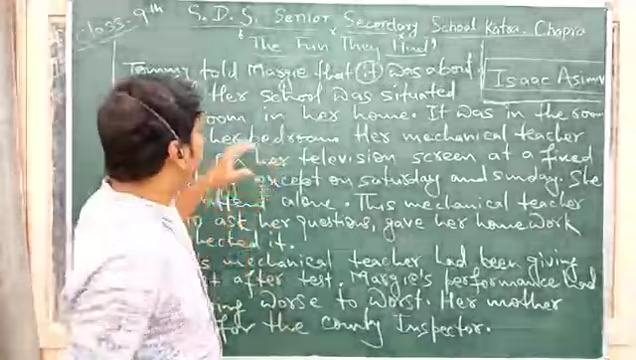 Class- 9th
S. D. S. Senior Secondary School Katra. Chapra
"The Fun They Had"
Isaac Asimov
Tommy told Margie that it was about
Her school was situated
room in her home. It was in the room
her bedroom. Her mechanical teacher
her television screen at a fixed
except on saturday and sunday. She
attend alone. This mechanical teacher
ask her questions, gave her homework
checked it.
mechanical teacher had been giving
after test. Margie's performance had
worse to worst. Her mother
for the county Inspector.